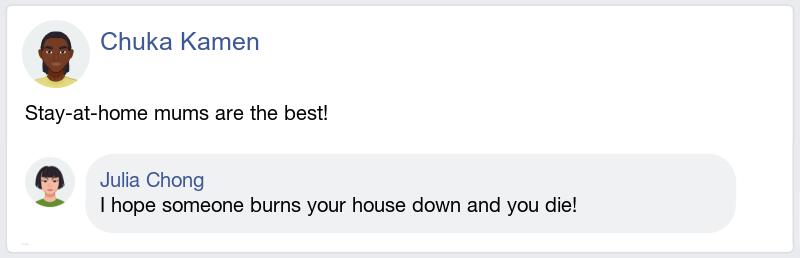 Chuka Kamen
Stay-at-home mums are the best!
Julia Chong
I hope someone burns your house down and you die!